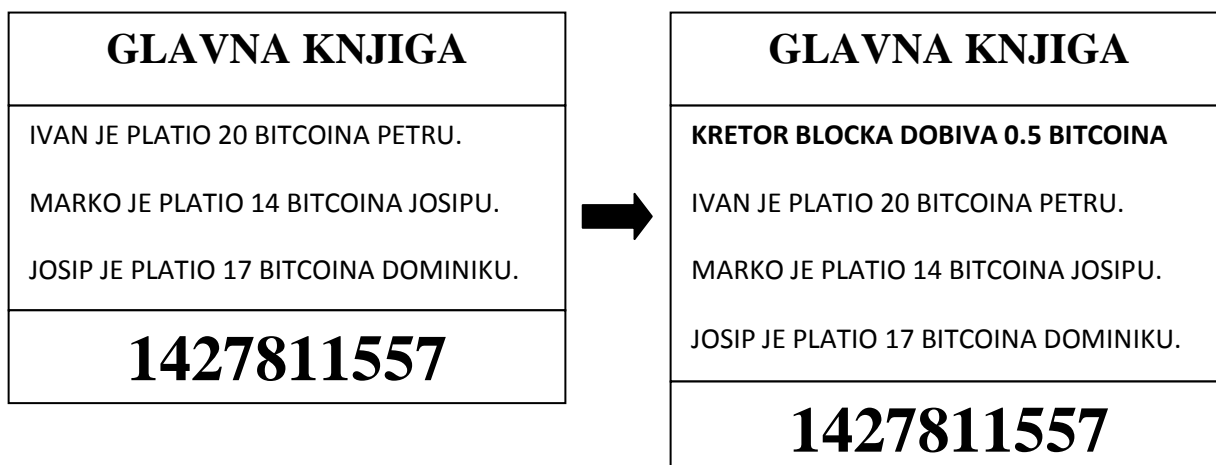 GLAVNA KNJIGA
IVAN JE PLATIO 20 BITCOINA PETRU.
MARKO JE PLATIO 14 BITCOINA JOSIPU.
JOSIP JE PLATIO 17 BITCOINA DOMINIKU.
1427811557
GLAVNA KNJIGA
KRETOR BLOCKA DOBIVA 0.5 BITCOINA
IVAN JE PLATIO 20 BITCOINA PETRU.
MARKO JE PLATIO 14 BITCOINA JOSIPU.
JOSIP JE PLATIO 17 BITCOINA DOMINIKU.
1427811557